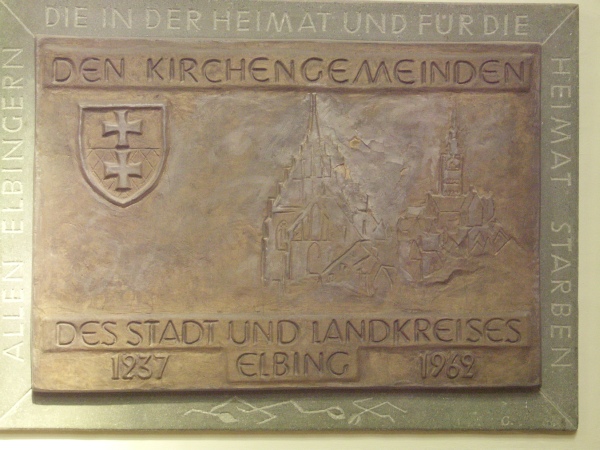 ALLEN ELBINGERN
DIE IN DER HEIMAT UND FÜR DIE
HEIMAT STARBEN
DEN KIRCHENGEMEINDEN
DES STADT UND LANDKREISES
1237 ELBING 1962